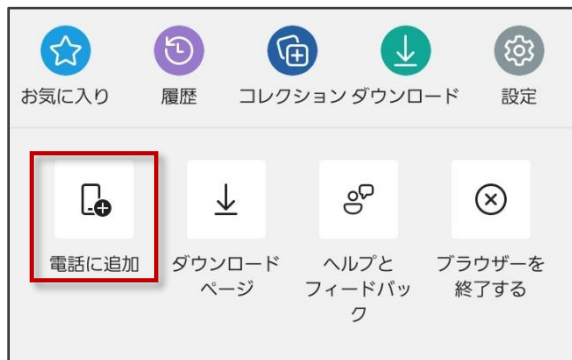 お気に入り 履歴 コレクション ダウンロード 設定
電話に追加 ダウンロード ヘルプと ブラウザーを
ページ フィードバッ 終了する
ク